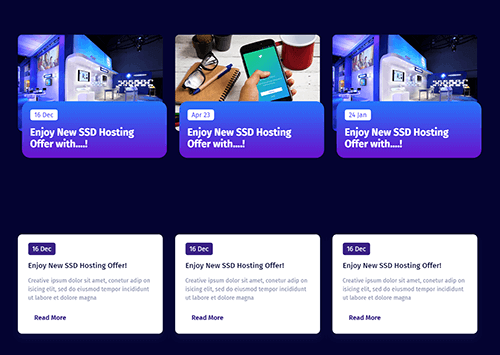 16 Dec
Enjoy New SSD Hosting
Offer with....!
Apr 23
Enjoy New SSD Hosting
Offer with....!
24 Jan
Enjoy New SSD Hosting
Offer with....!
16 Dec
Enjoy New SSD Hosting Offer!
Creative ipsum dolor sit amet, conetur adip on
isicing elit, sed do eiusmod tempor incididunt
ut labore et dolore magna
Read More
16 Dec
Enjoy New SSD Hosting Offer!
Creative ipsum dolor sit amet, conetur adip on
isicing elit, sed do eiusmod tempor incididunt
ut labore et dolore magna
Read More
16 Dec
Enjoy New SSD Hosting Offer!
Creative ipsum dolor sit amet, conetur adip on
isicing elit, sed do eiusmod tempor incididunt
ut labore et dolore magna
Read More